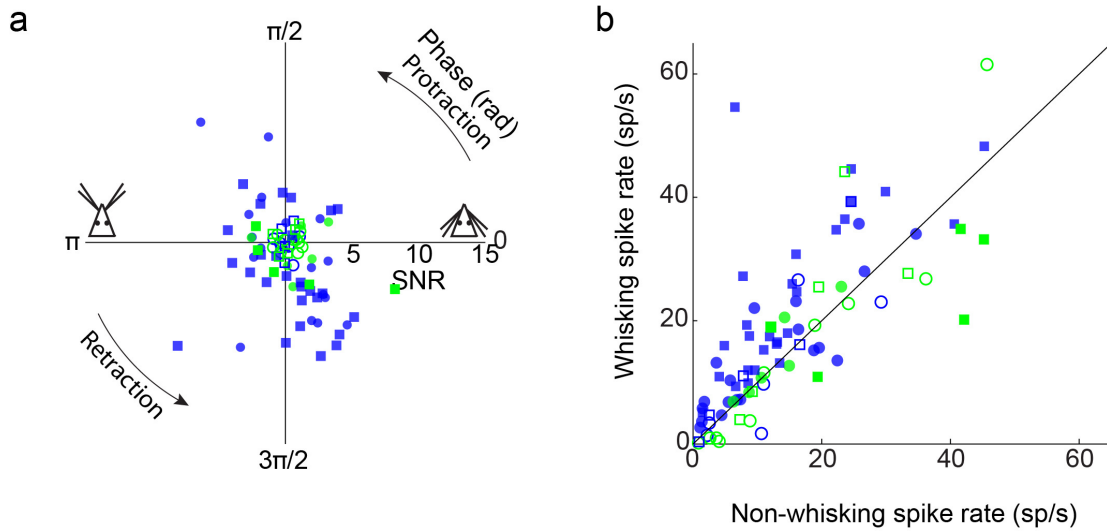 a
π/2
Phase (rad)
Protraction
π
5
10
15
0
SNR
Retraction
3π/2
b
Whisking spike rate (sp/s)
60
40
20
0
0
20
40
60
Non-whisking spike rate (sp/s)